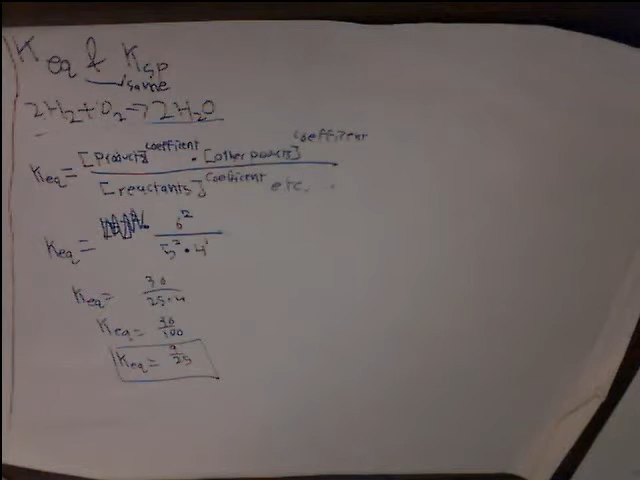 Keq & Ksp
same
2H₂+O₂→2H₂O
Keq = [Products]^coefficient · [other products]^coefficient / [reactants]^coefficient etc.
Keq = 6² / 5² · 4¹
Keq = 36 / 25·4
Keq = 36/100
Keq = 9/25